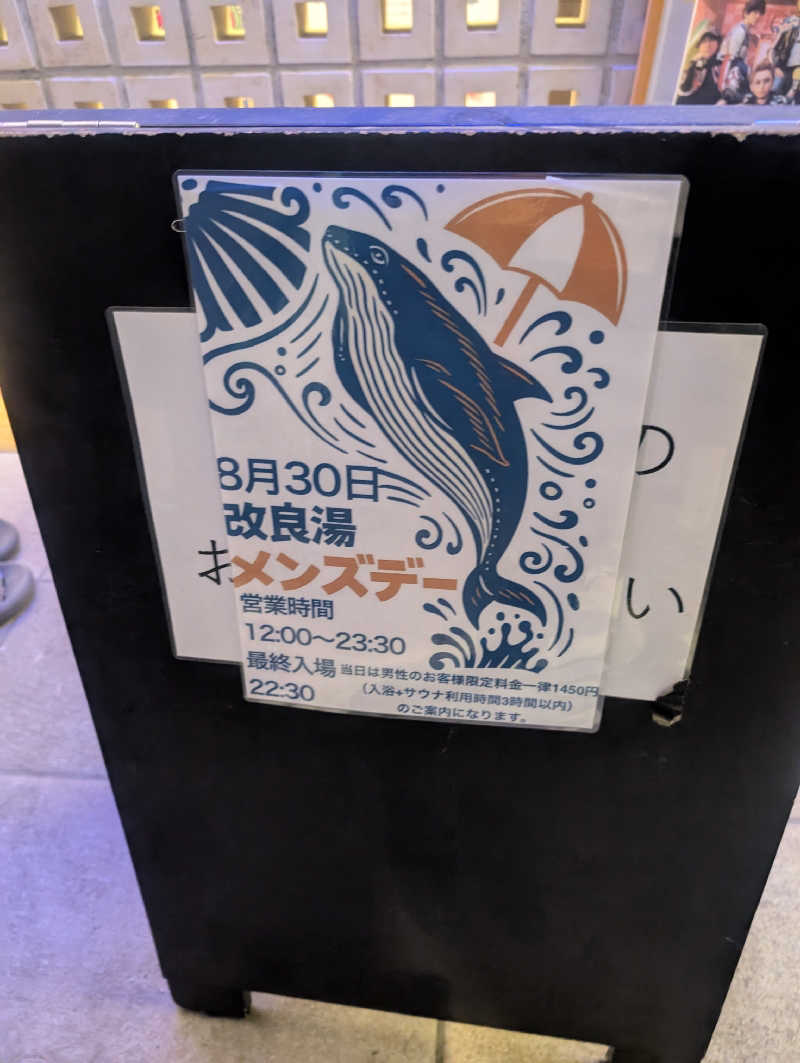 8月30日
改良湯
メンズデー
営業時間
12:00〜23:30
最終入場
22:30
当日は男性のお客様限定料金一律1450円
（入浴+サウナ利用時間3時間以内）
のご案内になります。
の
お
い